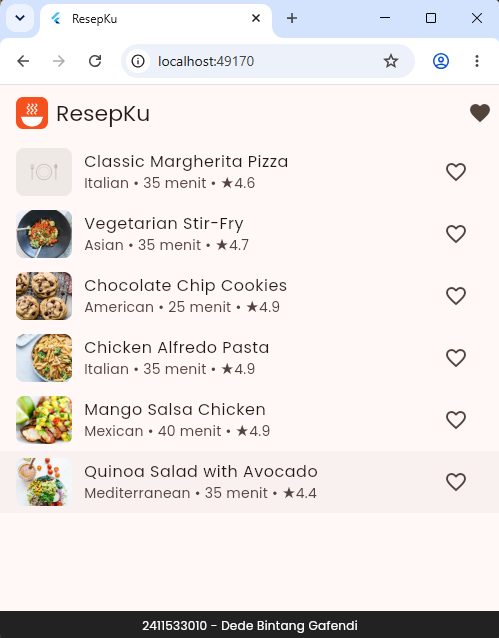 ResepKu
localhost:49170
ResepKu
Classic Margherita Pizza
Italian • 35 menit • ★4.6
Vegetarian Stir-Fry
Asian • 35 menit • ★4.7
Chocolate Chip Cookies
American • 25 menit • ★4.9
Chicken Alfredo Pasta
Italian • 35 menit • ★4.9
Mango Salsa Chicken
Mexican • 40 menit • ★4.9
Quinoa Salad with Avocado
Mediterranean • 35 menit • ★4.4
2411533010 - Dede Bintang Gafendi